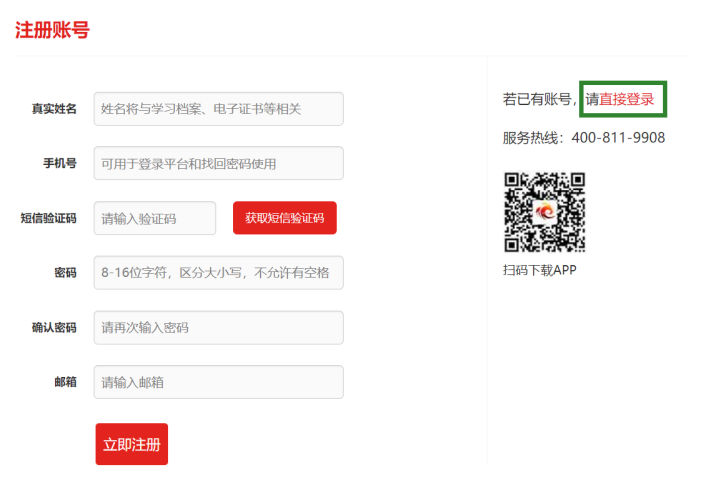 注册账号
真实姓名 姓名将与学习档案、电子证书等相关
手机号 可用于登录平台和找回密码使用
短信验证码 请输入验证码 获取短信验证码
密码 8-16位字符，区分大小写，不允许有空格
确认密码 请再次输入密码
邮箱 请输入邮箱
立即注册
若已有账号，请直接登录
服务热线：400-811-9908
扫码下载APP